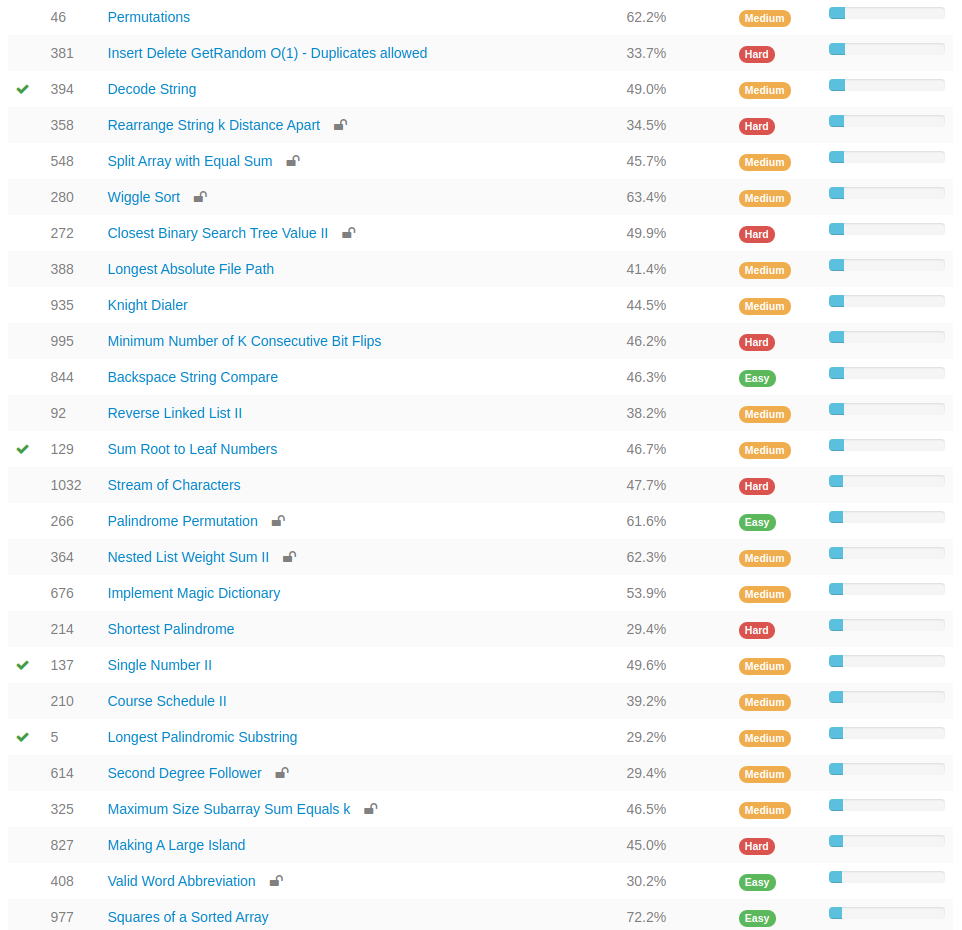 46 Permutations 62.2% Medium
381 Insert Delete GetRandom O(1) - Duplicates allowed 33.7% Hard
394 Decode String 49.0% Medium
358 Rearrange String k Distance Apart 34.5% Hard
548 Split Array with Equal Sum 45.7% Medium
280 Wiggle Sort 63.4% Medium
272 Closest Binary Search Tree Value II 49.9% Hard
388 Longest Absolute File Path 41.4% Medium
935 Knight Dialer 44.5% Medium
995 Minimum Number of K Consecutive Bit Flips 46.2% Hard
844 Backspace String Compare 46.3% Easy
92 Reverse Linked List II 38.2% Medium
129 Sum Root to Leaf Numbers 46.7% Medium
1032 Stream of Characters 47.7% Hard
266 Palindrome Permutation 61.6% Easy
364 Nested List Weight Sum II 62.3% Medium
676 Implement Magic Dictionary 53.9% Medium
214 Shortest Palindrome 29.4% Hard
137 Single Number II 49.6% Medium
210 Course Schedule II 39.2% Medium
5 Longest Palindromic Substring 29.2% Medium
614 Second Degree Follower 29.4% Medium
325 Maximum Size Subarray Sum Equals k 46.5% Medium
827 Making A Large Island 45.0% Hard
408 Valid Word Abbreviation 30.2% Easy
977 Squares of a Sorted Array 72.2% Easy